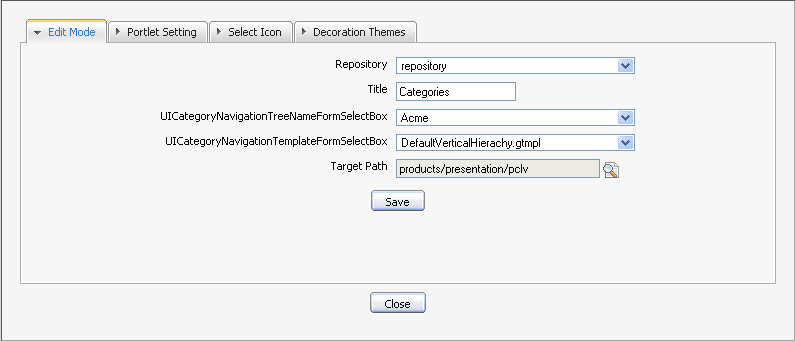 Edit Mode Portlet Setting Select Icon Decoration Themes
Repository repository
Title Categories
UICategoryNavigationTreeNameFormSelectBox Acme
UICategoryNavigationTemplateFormSelectBox DefaultVerticalHierachy.gtmpl
Target Path products/presentation/pclv
Save
Close